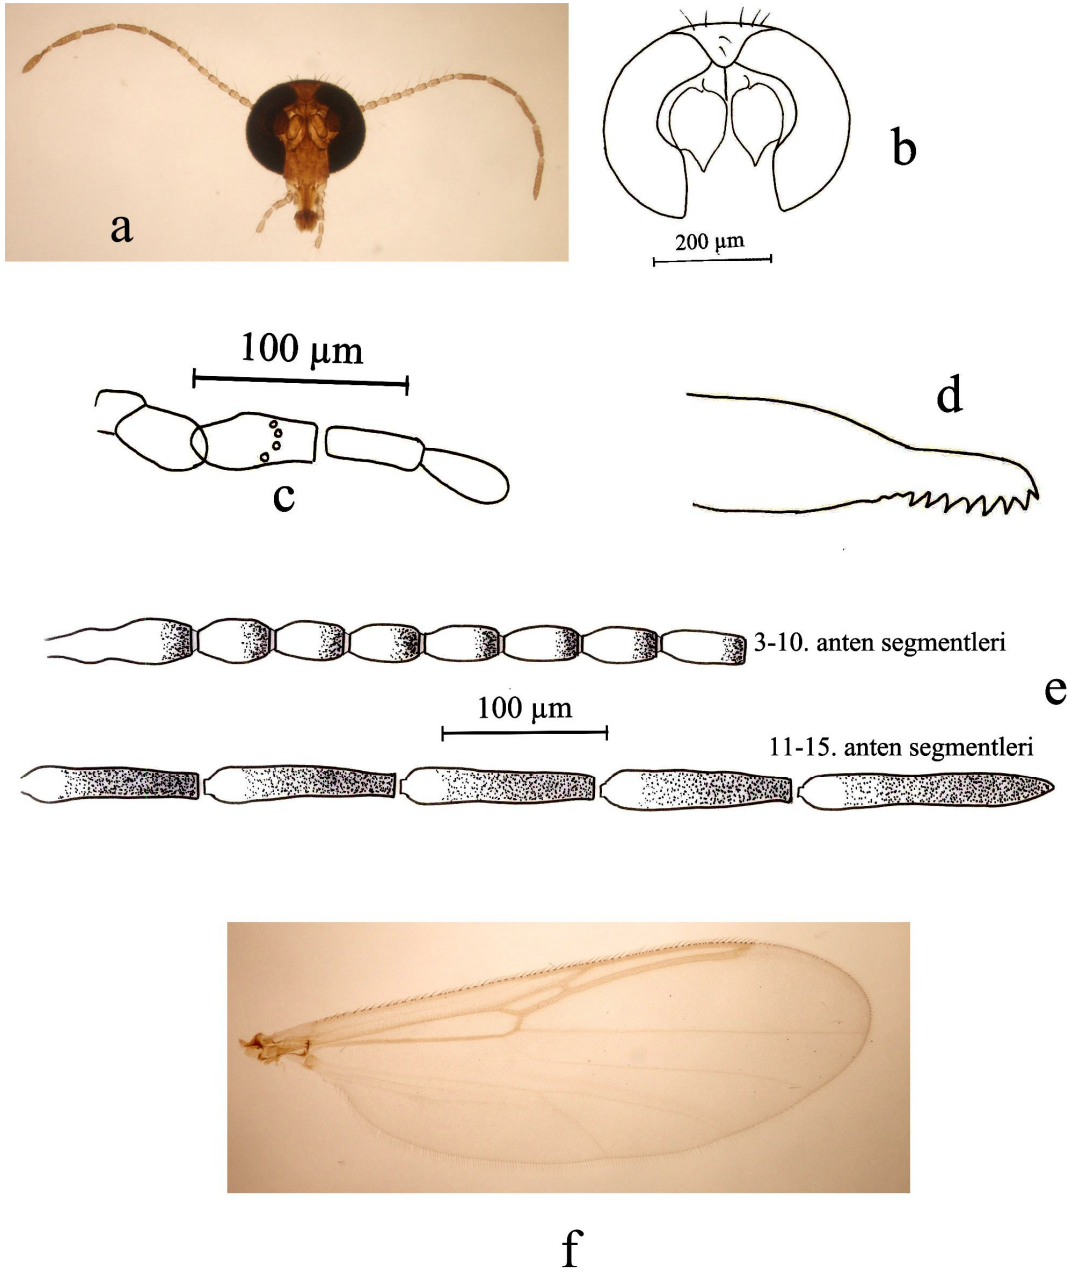 a
b
200 µm
100 µm
c
d
3-10. anten segmentleri
e
100 µm
11-15. anten segmentleri
f